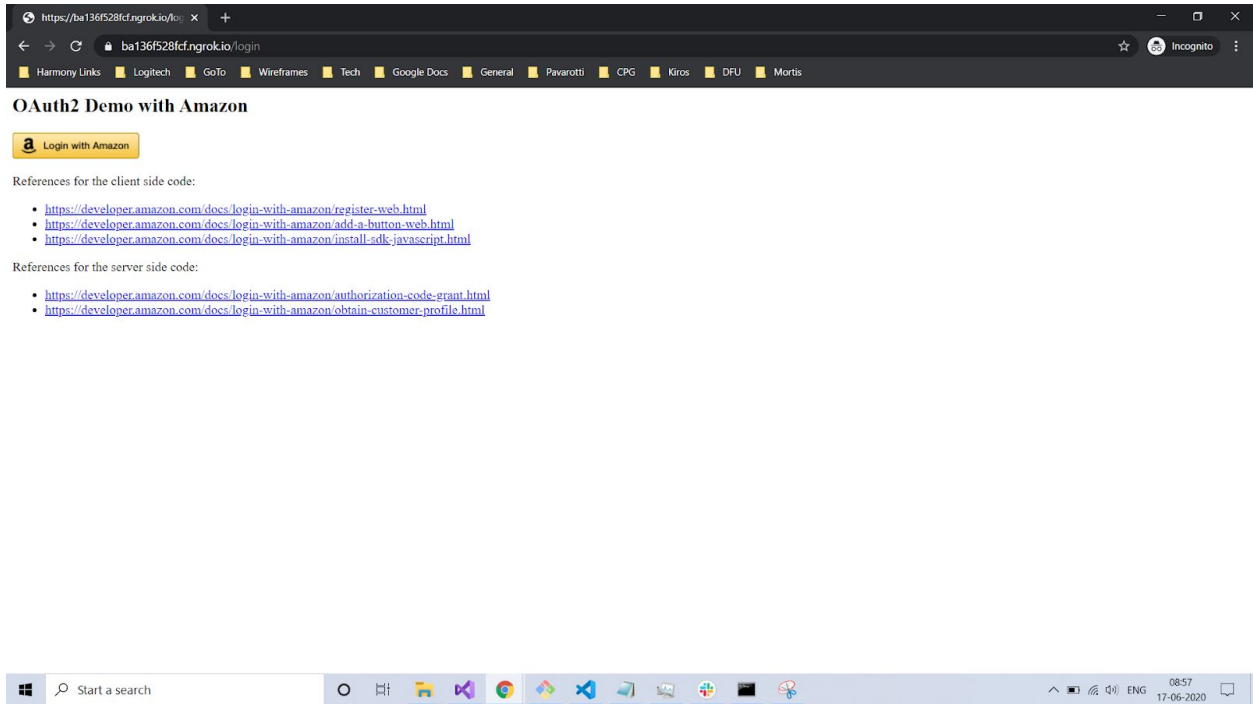 https://ba136f528fcf.ngrok.io/log
ba136f528fcf.ngrok.io/login
Incognito
Harmony Links Logitech GoTo Wireframes Tech Google Docs General Pavarotti CPG Kiros DFU Mortis
OAuth2 Demo with Amazon
a Login with Amazon
References for the client side code:
https://developer.amazon.com/docs/login-with-amazon/register-web.html
https://developer.amazon.com/docs/login-with-amazon/add-a-button-web.html
https://developer.amazon.com/docs/login-with-amazon/install-sdk-javascript.html
References for the server side code:
https://developer.amazon.com/docs/login-with-amazon/authorization-code-grant.html
https://developer.amazon.com/docs/login-with-amazon/obtain-customer-profile.html
Start a search
ENG
08:57
17-06-2020